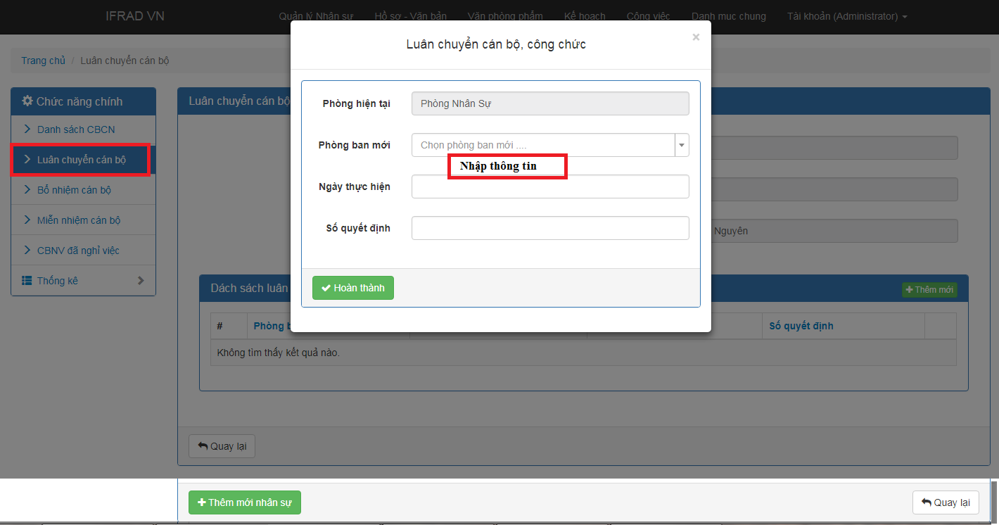 IFRAD VN
Quản lý Nhân sự Hồ sơ - Văn bản Văn phòng phẩm Kế hoạch Công việc Danh mục chung Tài khoản (Administrator)
Luân chuyển cán bộ, công chức ×
Trang chủ / Luân chuyển cán bộ
Chức năng chính
Danh sách CBCN
Luân chuyển cán bộ
Bổ nhiệm cán bộ
Miễn nhiệm cán bộ
CBNV đã nghỉ việc
Thống kê
Luân chuyển cán bộ
Phòng hiện tại Phòng Nhân Sự
Phòng ban mới Chọn phòng ban mới ....
Nhập thông tin
Ngày thực hiện
Số quyết định
Nguyên
Hoàn thành
Dách sách luân
Thêm mới
# Phòng Số quyết định
Không tìm thấy kết quả nào.
Quay lại
Thêm mới nhân sự Quay lại